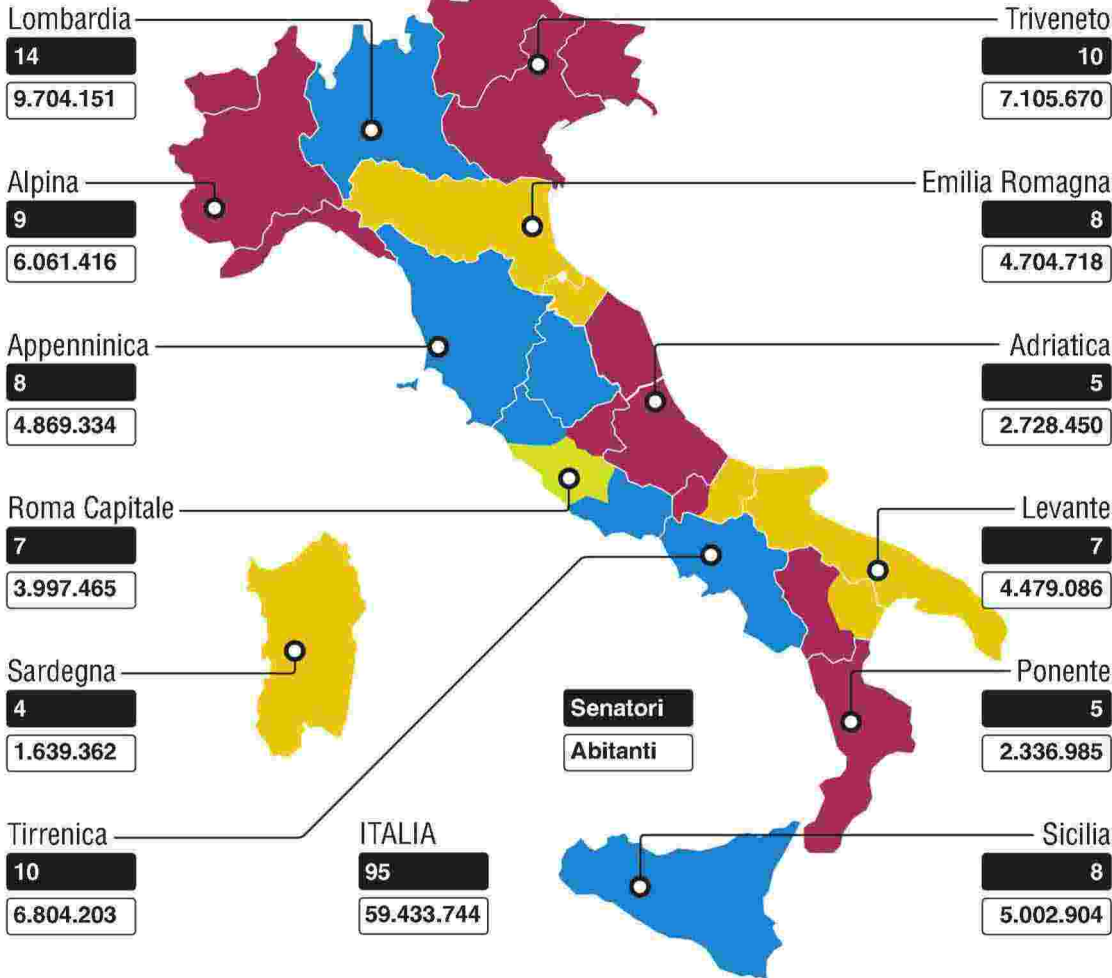 Lombardia
14
9.704.151
Alpina
9
6.061.416
Appenninica
8
4.869.334
Roma Capitale
7
3.997.465
Sardegna
4
1.639.362
Tirrenica
10
6.804.203
ITALIA
95
59.433.744
Senatori
Abitanti
Triveneto
10
7.105.670
Emilia Romagna
8
4.704.718
Adriatica
5
2.728.450
Levante
7
4.479.086
Ponente
5
2.336.985
Sicilia
8
5.002.904